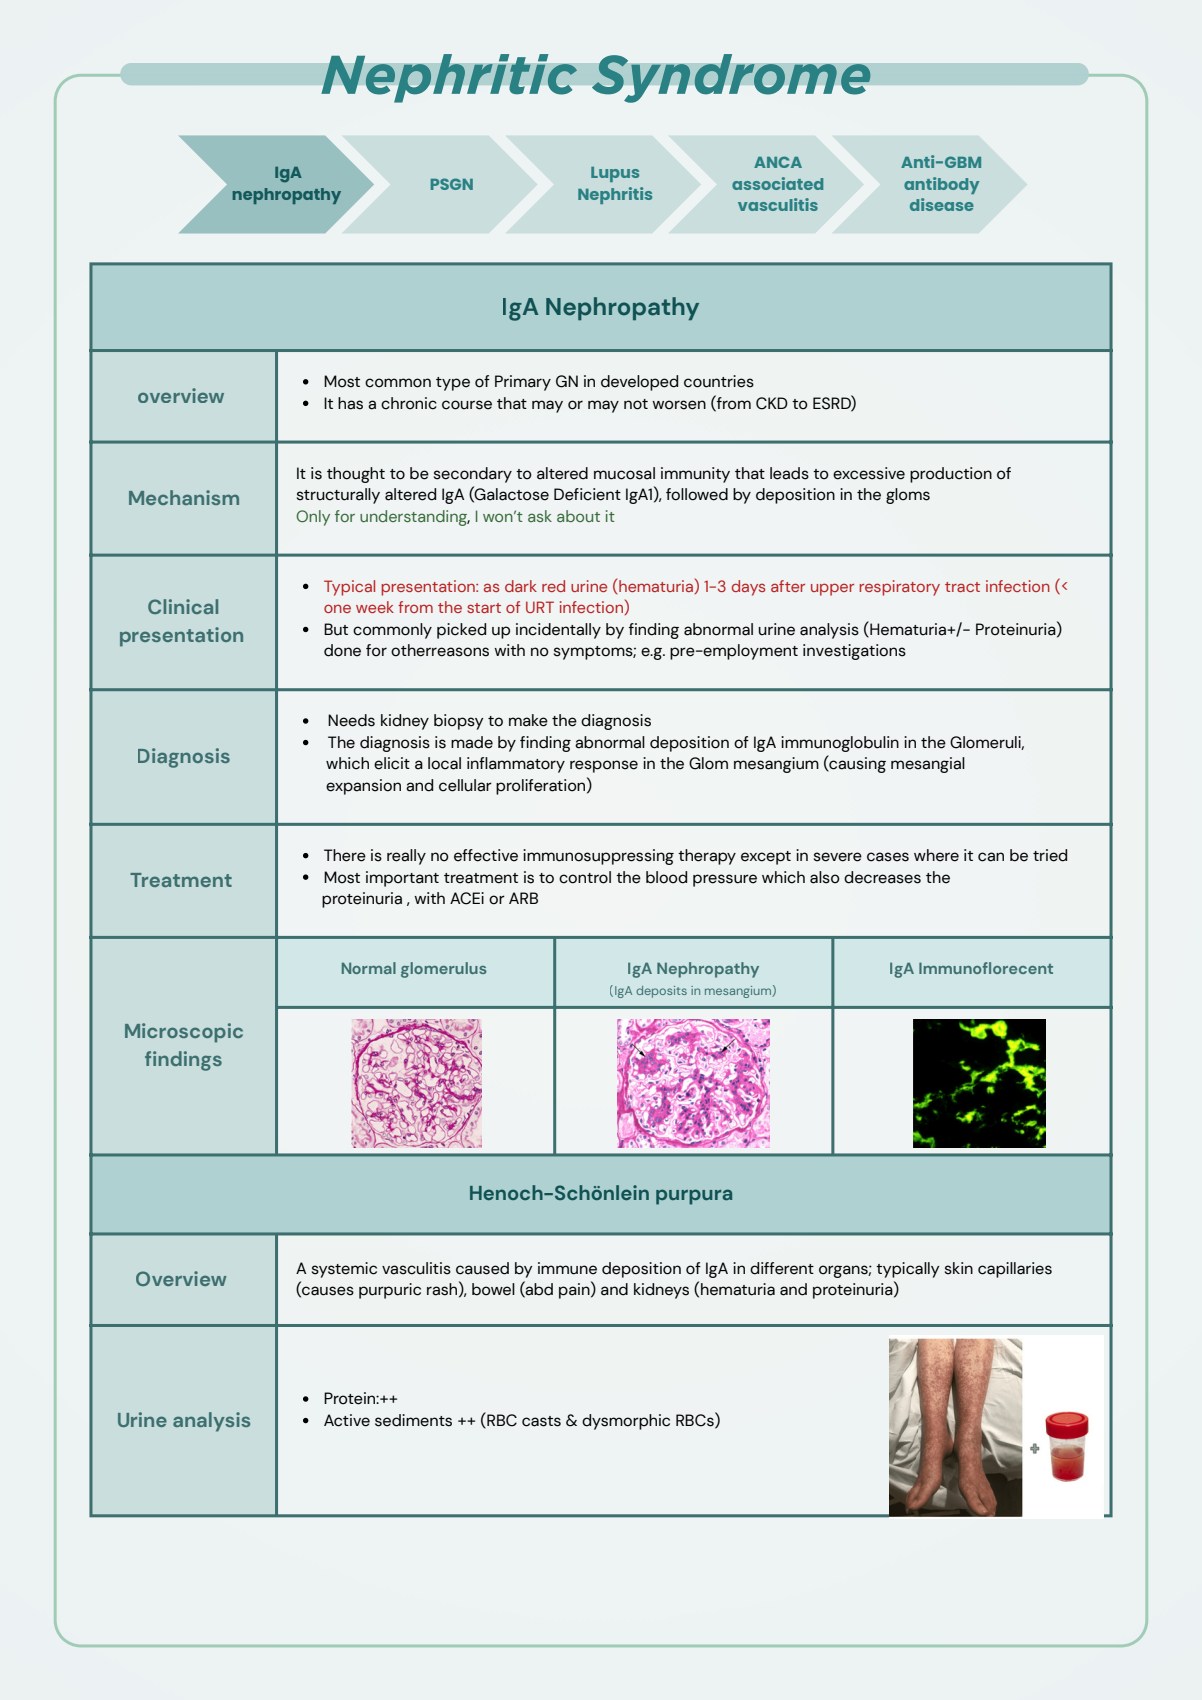 Nephritic Syndrome
IgA
nephropathy
PSGN
Lupus
Nephritis
ANCA
associated
vasculitis
Anti-GBM
antibody
disease
IgA Nephropathy
overview
• Most common type of Primary GN in developed countries
• It has a chronic course that may or may not worsen (from CKD to ESRD)
Mechanism
It is thought to be secondary to altered mucosal immunity that leads to excessive production of
structurally altered IgA (Galactose Deficient IgA1), followed by deposition in the gloms
Only for understanding, I won't ask about it
Clinical
presentation
• Typical presentation: as dark red urine (hematuria) 1-3 days after upper respiratory tract infection (<
one week from the start of URT infection)
• But commonly picked up incidentally by finding abnormal urine analysis (Hematuria+/- Proteinuria)
done for otherreasons with no symptoms; e.g. pre-employment investigations
Diagnosis
• Needs kidney biopsy to make the diagnosis
• The diagnosis is made by finding abnormal deposition of IgA immunoglobulin in the Glomeruli,
which elicit a local inflammatory response in the Glom mesangium (causing mesangial
expansion and cellular proliferation)
Treatment
• There is really no effective immunosuppressing therapy except in severe cases where it can be tried
• Most important treatment is to control the blood pressure which also decreases the
proteinuria , with ACEi or ARB
Microscopic
findings
Normal glomerulus
IgA Nephropathy
(IgA deposits in mesangium)
IgA Immunoflorecent
Henoch-Schönlein purpura
Overview
A systemic vasculitis caused by immune deposition of IgA in different organs; typically skin capillaries
(causes purpuric rash), bowel (abd pain) and kidneys (hematuria and proteinuria)
Urine analysis
• Protein:++
• Active sediments ++ (RBC casts & dysmorphic RBCs)